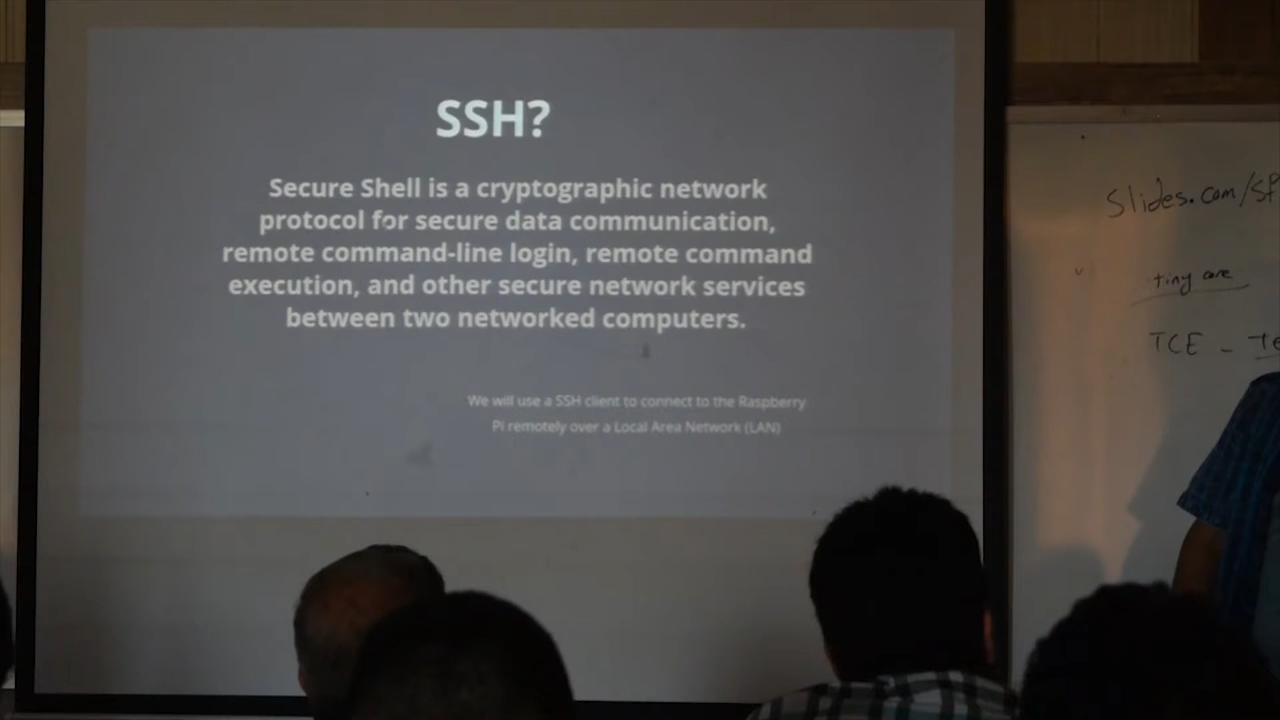 SSH?
Secure Shell is a cryptographic network
protocol for secure data communication,
remote command-line login, remote command
execution, and other secure network services
between two networked computers.
We will use a SSH client to connect to the Raspberry
Pi remotely over a Local Area Network (LAN)
Slides.com/
tiny core
TCE -